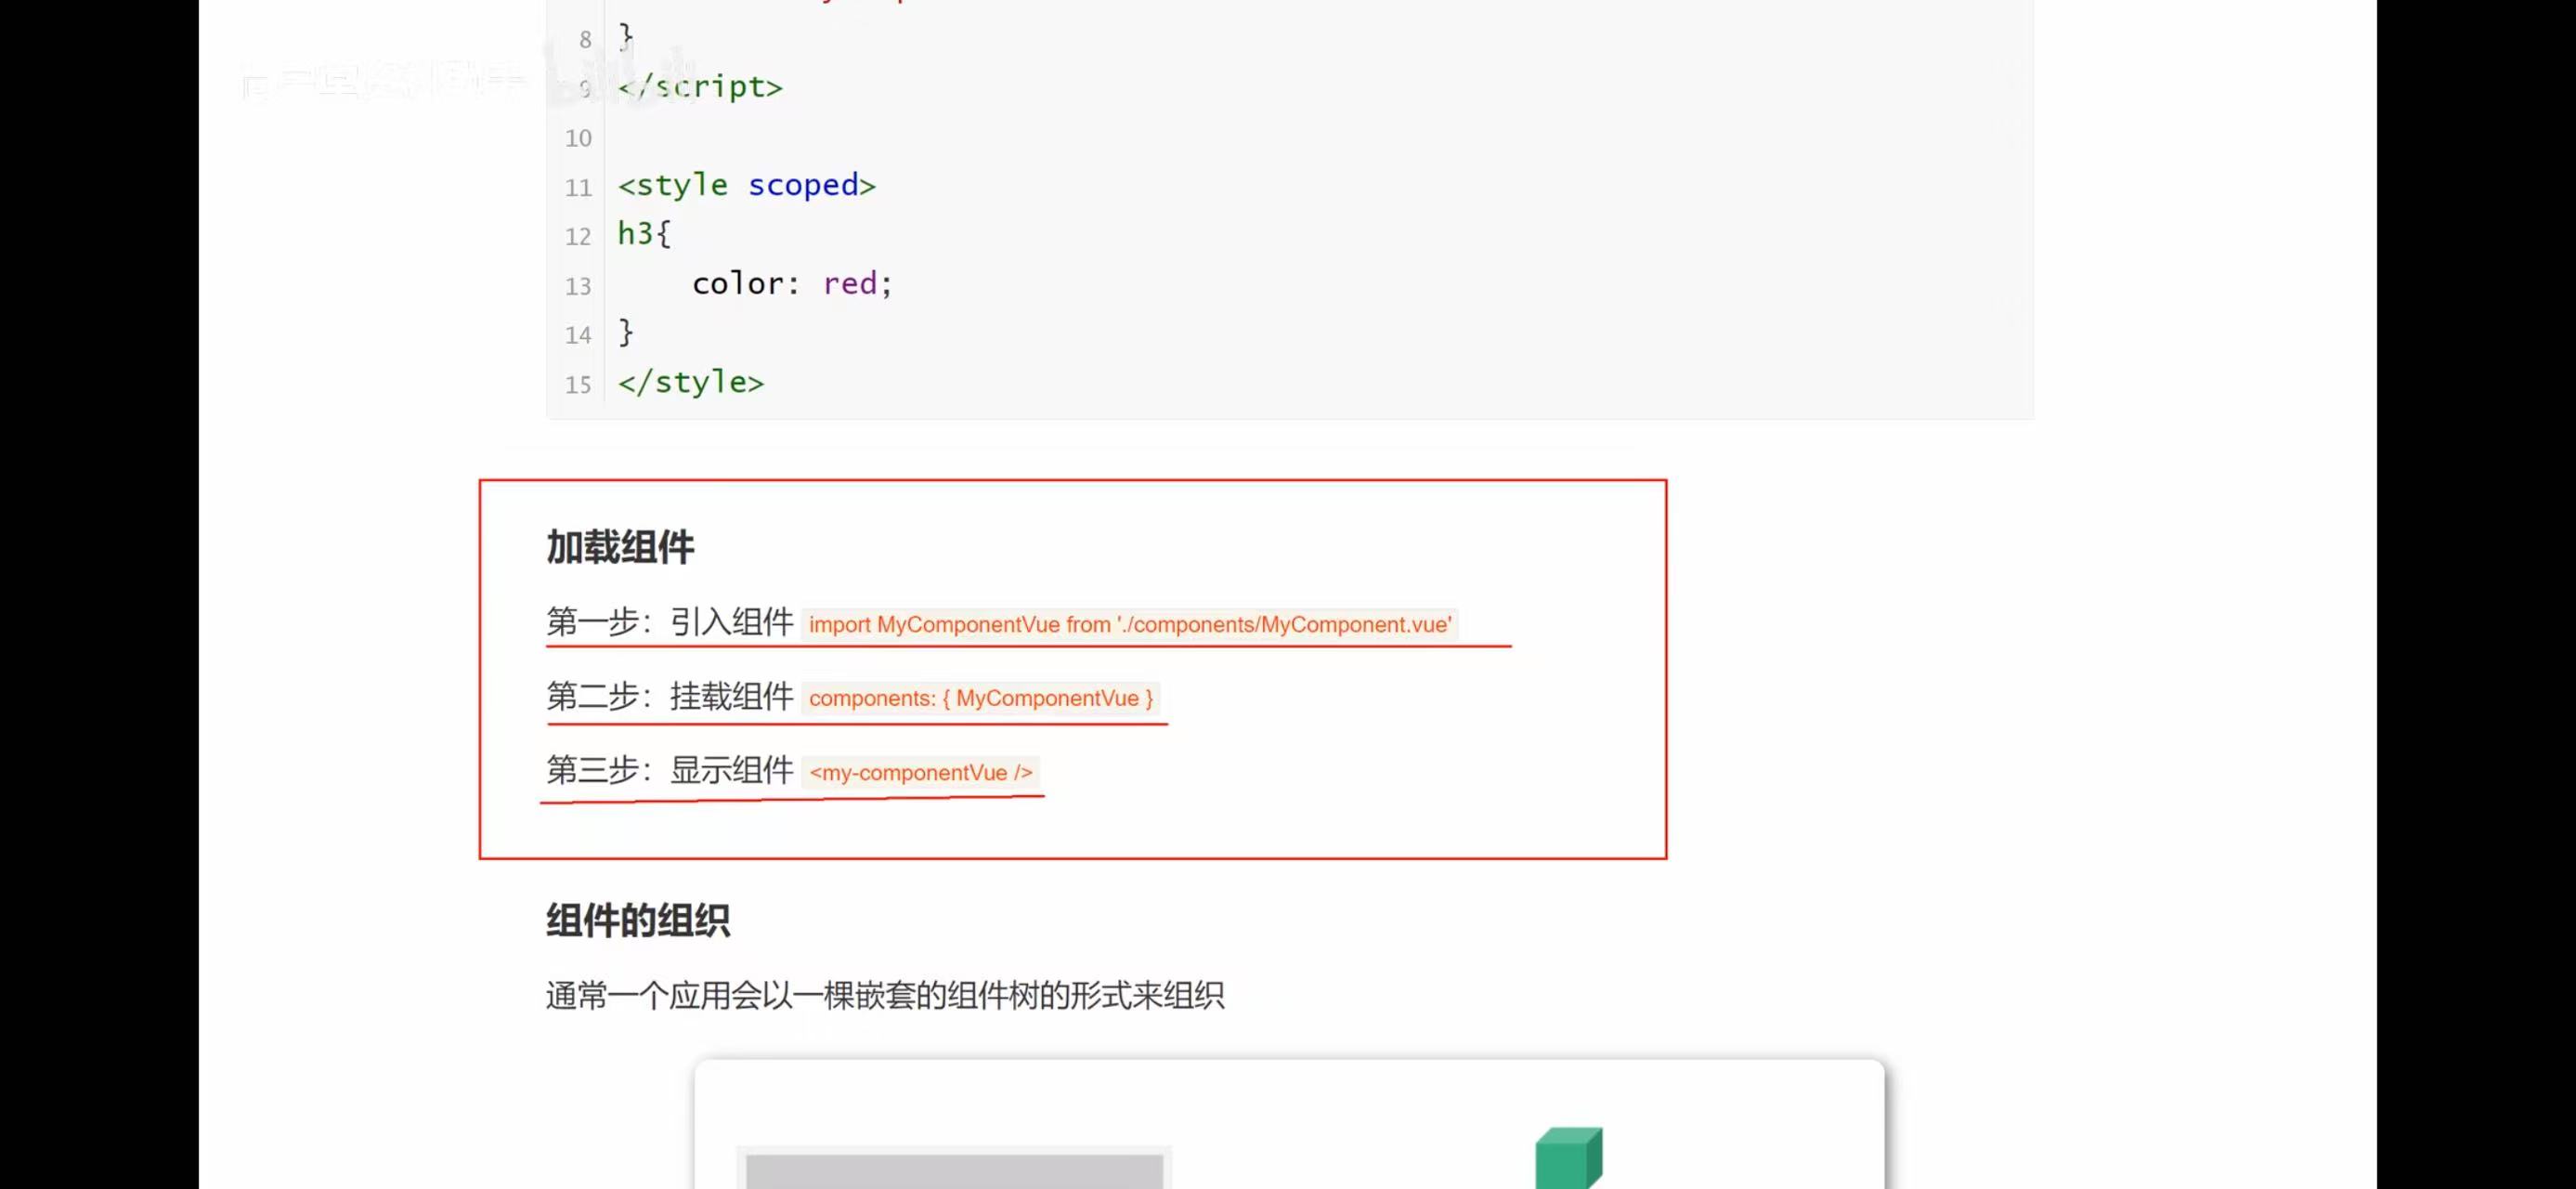 8 }
9 </script>
10
11 <style scoped>
12 h3{
13 color: red;
14 }
15 </style>
加载组件
第一步：引入组件 import MyComponentVue from './components/MyComponent.vue'
第二步：挂载组件 components: { MyComponentVue }
第三步：显示组件 <my-componentVue />
组件的组织
通常一个应用会以一棵嵌套的组件树的形式来组织